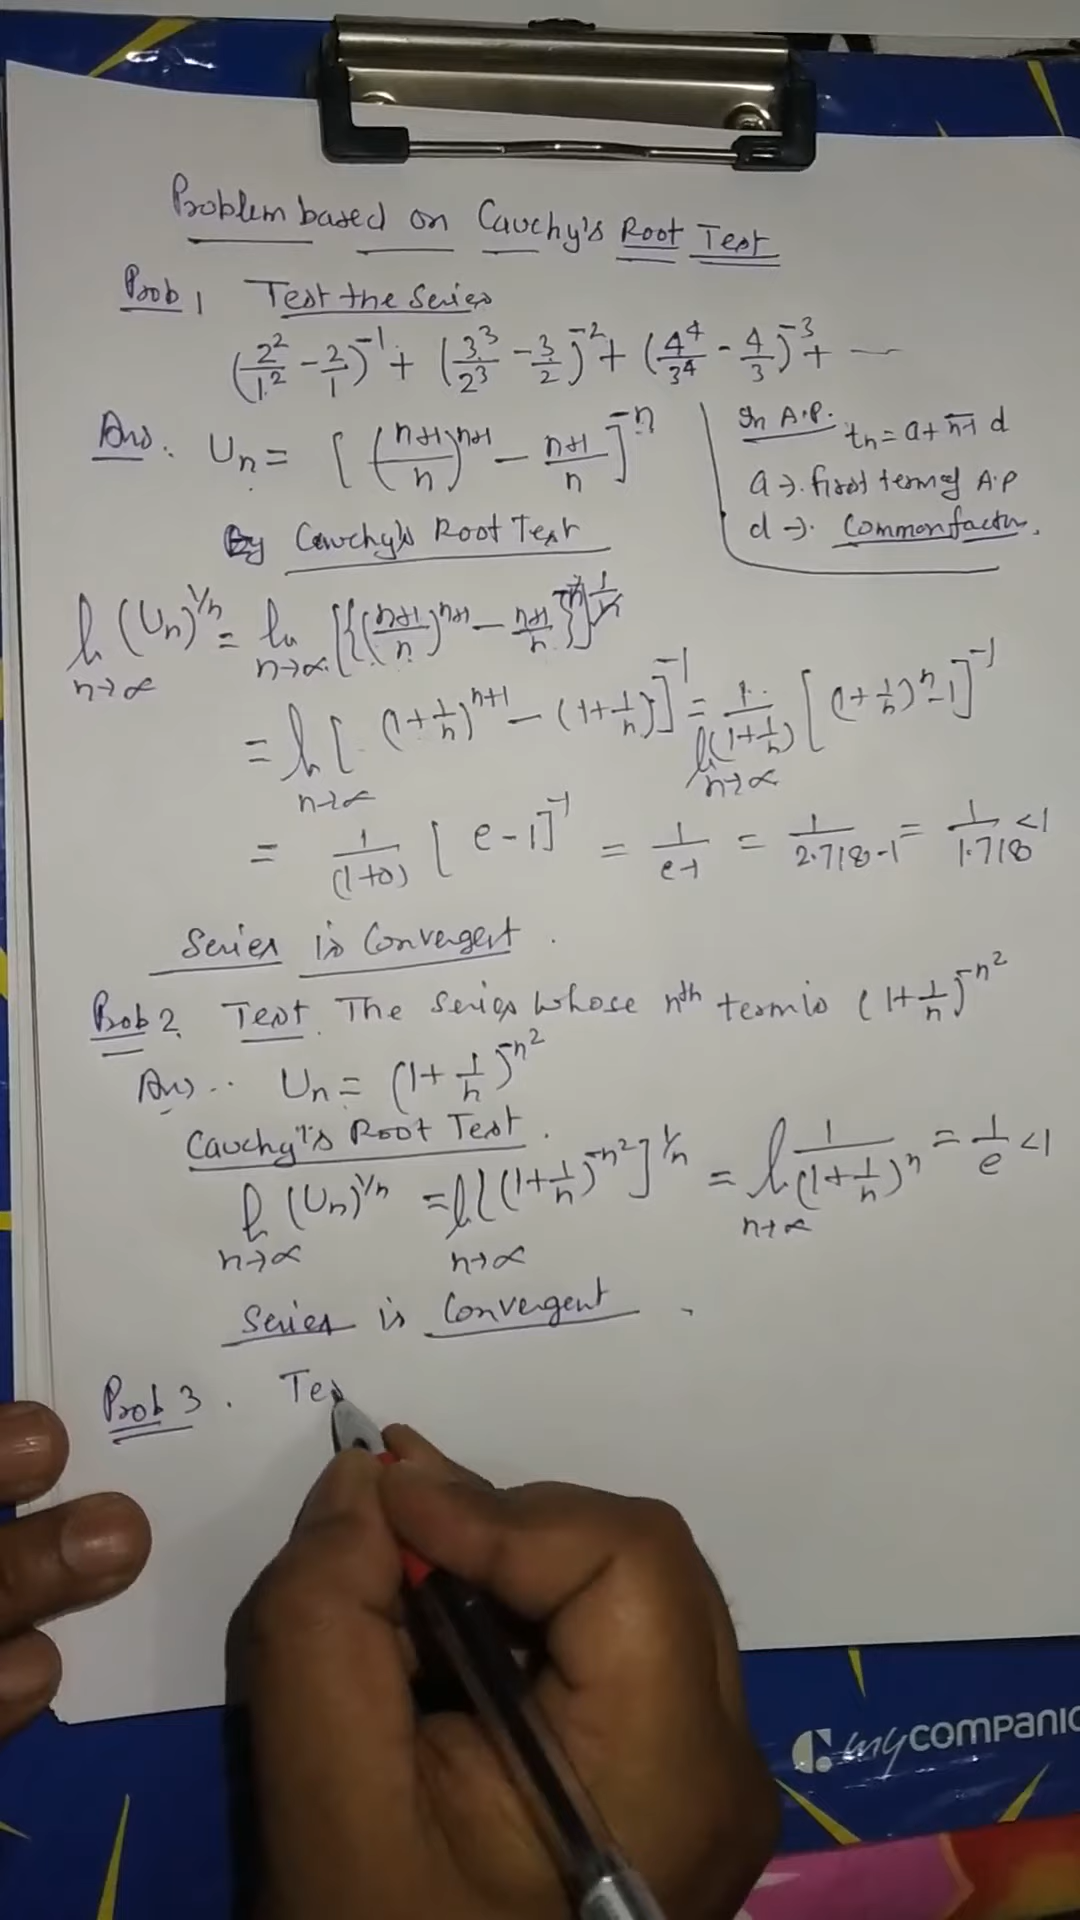 Problem based on Cauchy's Root Test
Prob 1 Test the Series
(2²/1² - 2/1)⁻¹ + (3³/2³ - 3/2)⁻² + (4⁴/3⁴ - 4/3)⁻³ + —
Ans. Un = [((n+1)/n)ⁿ⁺¹ - (n+1)/n]⁻ⁿ
In A.P. tn = a + n-1 d
a → first term of A.P
d → Common factor.
By Cauchy's Root Test
lt n→∞ (Un)^1/n = lt n→∞ [{((n+1)/n)ⁿ⁺¹ - (n+1)/n}⁻ⁿ]^1/n
= lt n→∞ [(1+1/n)ⁿ⁺¹ - (1+1/n)]⁻¹ = 1/lt n→∞ (1+1/n) [(1+1/n)ⁿ - 1]⁻¹
= 1/(1+0) [e - 1]⁻¹ = 1/e-1 = 1/2.718-1 = 1/1.718 < 1
Series is Convergent.
Prob 2. Test The Series whose nth term is (1+1/n)^-n²
Ans.. Un = (1+1/n)^-n²
Cauchy's Root Test.
lt n→∞ (Un)^1/n = lt n→∞ [(1+1/n)^-n²]^1/n = lt n→∞ 1/(1+1/n)ⁿ = 1/e < 1
Series is Convergent.
Prob 3. Tes
mycompanio